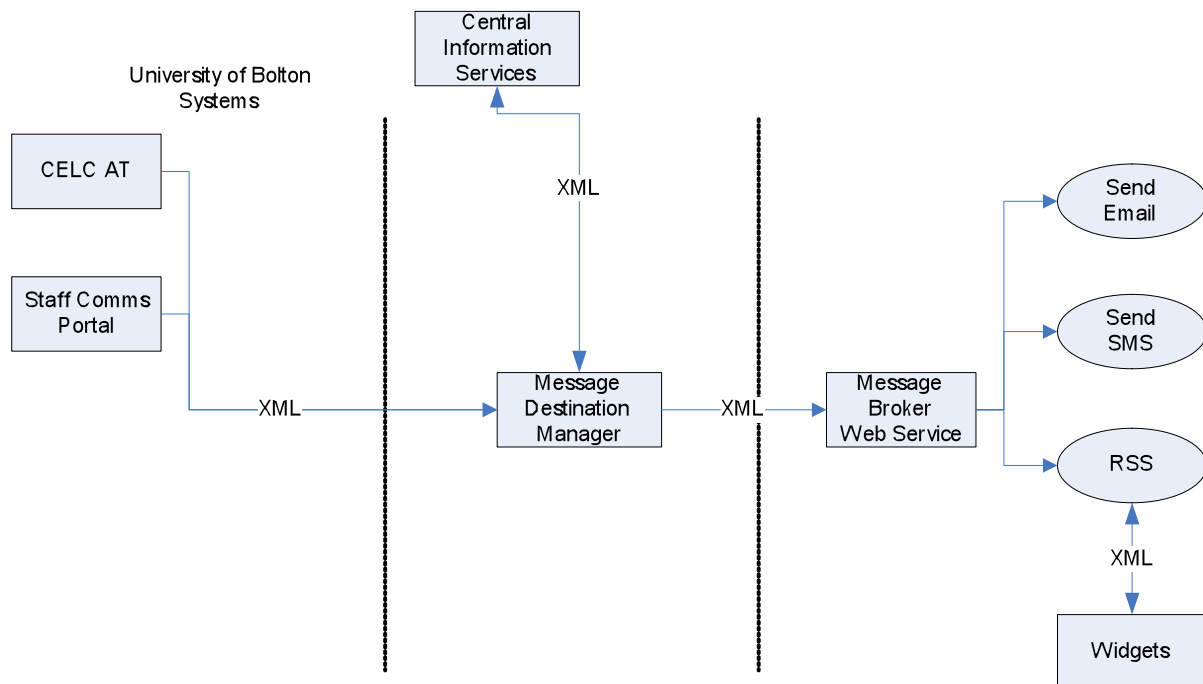 Central
Information
Services
University of Bolton
Systems
CELC AT
Staff Comms
Portal
XML
XML
Message
Destination
Manager
XML
Message
Broker
Web Service
Send
Email
Send
SMS
RSS
XML
Widgets